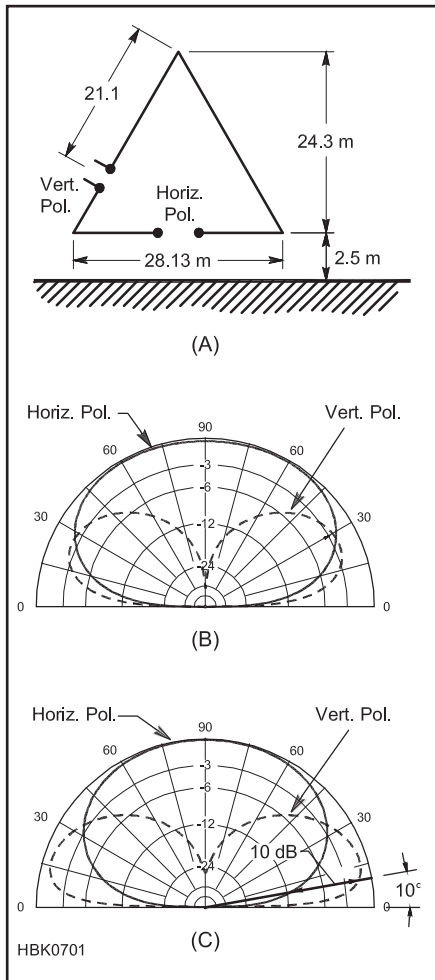 21.1
24.3 m
Vert.
Pol.
Horiz.
Pol.
2.5 m
28.13 m
(A)
Horiz. Pol.
Vert. Pol.
90
60
60
-3
-6
30
30
-12
-24
0
0
(B)
Horiz. Pol.
Vert. Pol.
90
60
60
-3
-6
30
30
-12
10 dB
-24
10°
0
0
HBK0701
(C)